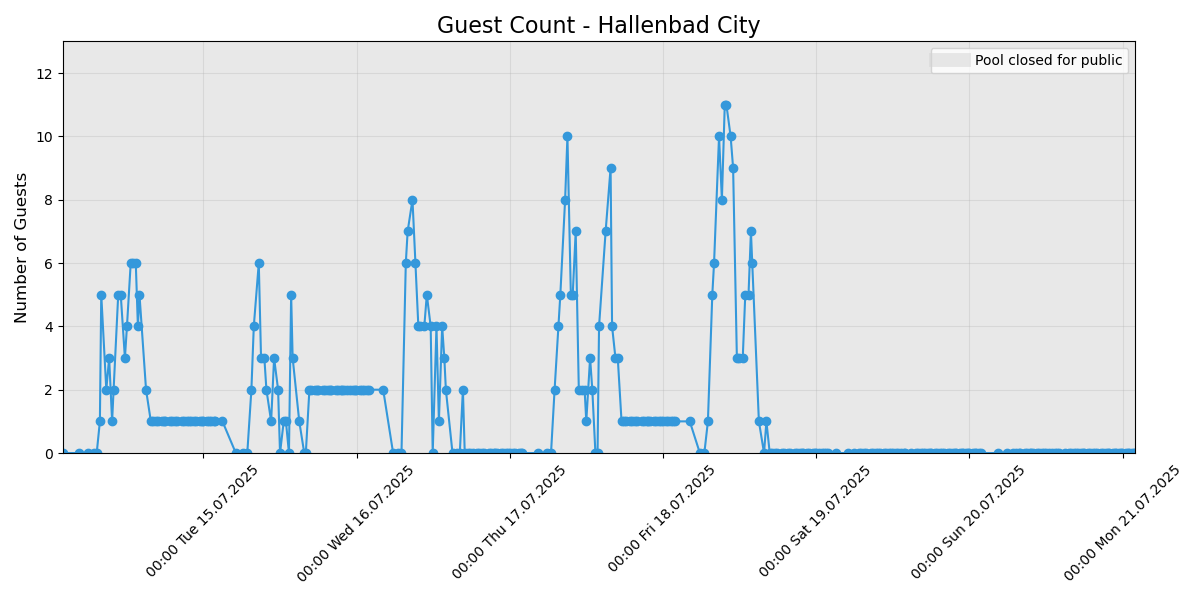 Guest Count - Hallenbad City
Pool closed for public
Number of Guests
12
10
8
6
4
2
0
00:00 Tue 15.07.2025
00:00 Wed 16.07.2025
00:00 Thu 17.07.2025
00:00 Fri 18.07.2025
00:00 Sat 19.07.2025
00:00 Sun 20.07.2025
00:00 Mon 21.07.2025